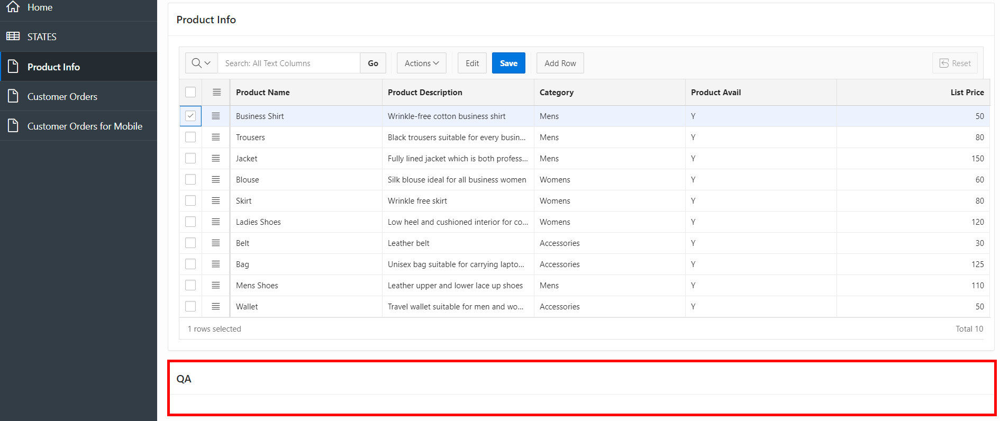 Home
STATES
Product Info
Customer Orders
Customer Orders for Mobile
Product Info
Search: All Text Columns Go Actions Edit Save Add Row Reset
Product Name Product Description Category Product Avail List Price
Business Shirt Wrinkle-free cotton business shirt Mens Y 50
Trousers Black trousers suitable for every busin... Mens Y 80
Jacket Fully lined jacket which is both profess... Mens Y 150
Blouse Silk blouse ideal for all business women Womens Y 60
Skirt Wrinkle free skirt Womens Y 80
Ladies Shoes Low heel and cushioned interior for co... Womens Y 120
Belt Leather belt Accessories Y 30
Bag Unisex bag suitable for carrying lapto... Accessories Y 125
Mens Shoes Leather upper and lower lace up shoes Mens Y 110
Wallet Travel wallet suitable for men and wo... Accessories Y 50
1 rows selected Total 10
QA